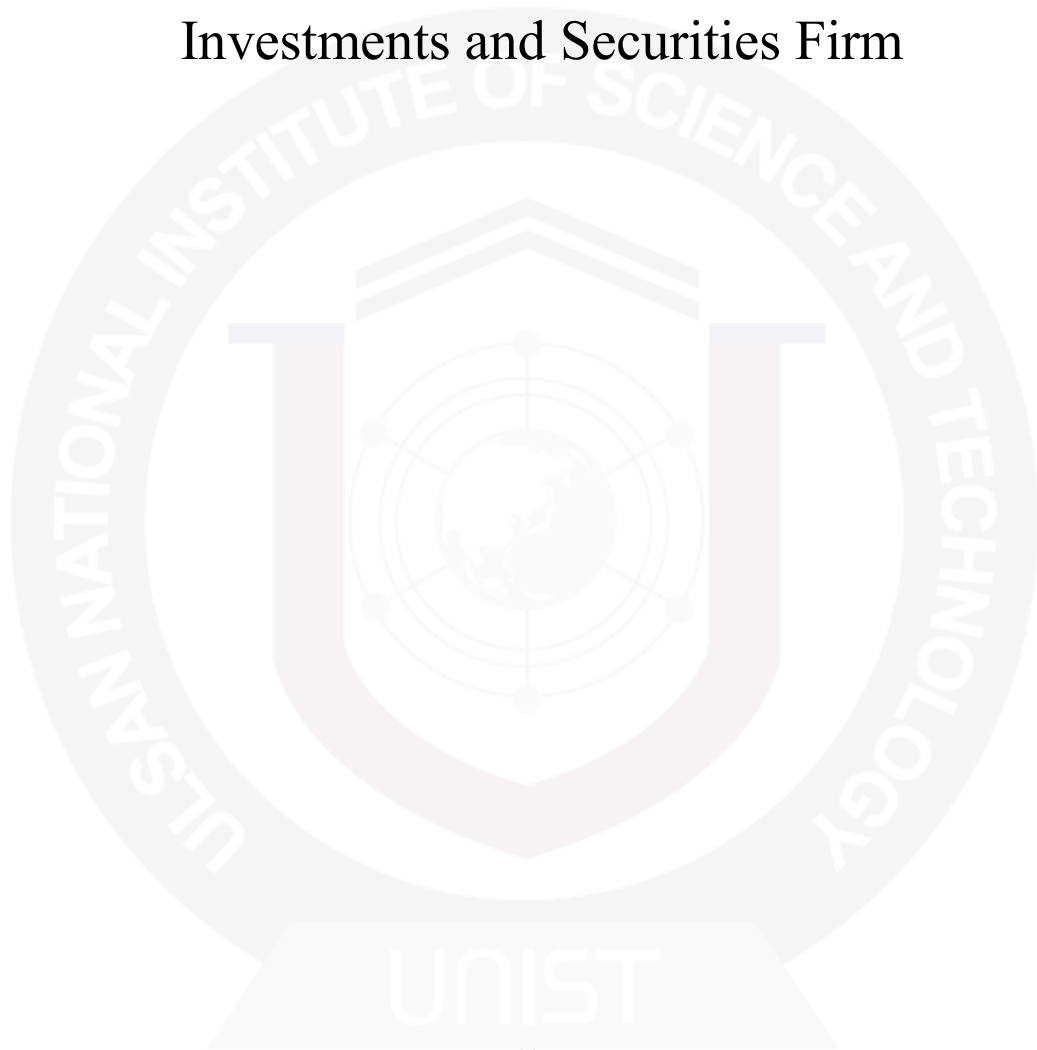 Investments and Securities Firm
ULSAN NATIONAL INSTITUTE OF SCIENCE AND TECHNOLOGY
UNIST